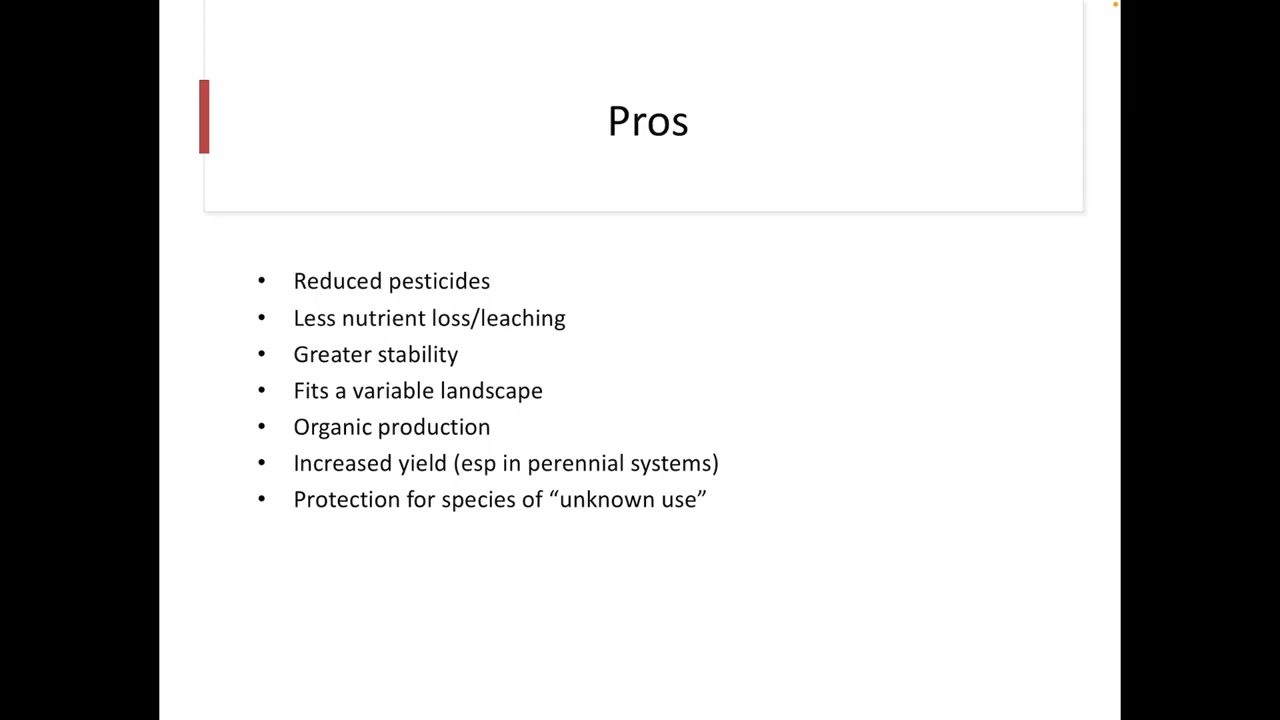 Pros
• Reduced pesticides
• Less nutrient loss/leaching
• Greater stability
• Fits a variable landscape
• Organic production
• Increased yield (esp in perennial systems)
• Protection for species of “unknown use”